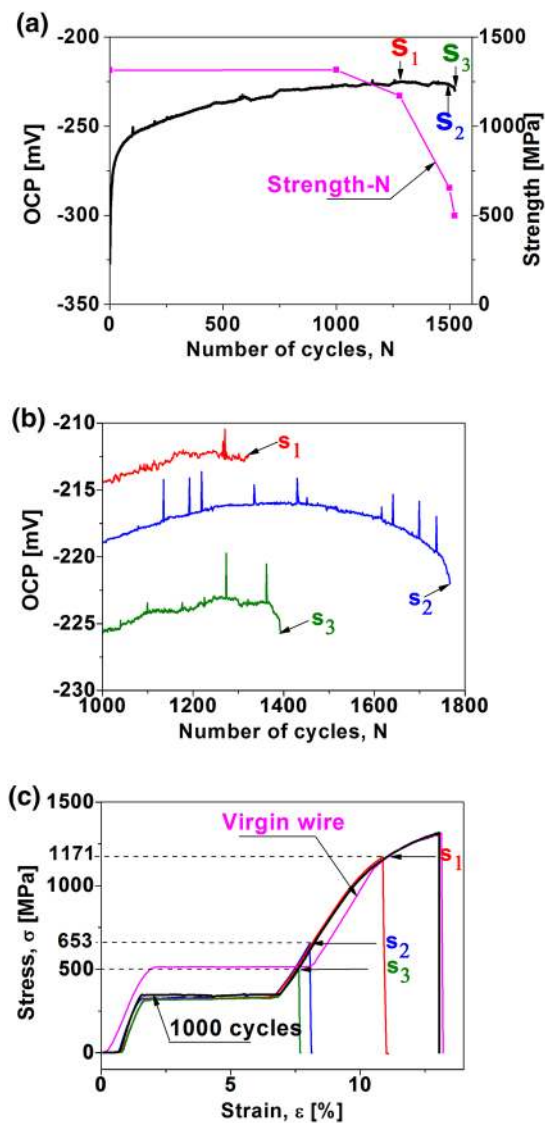 (a)
-200
1500
S1
S3
S2
-250
1000
OCP [mV]
Strength-N
Strength [MPa]
-300
500
-350
0
0
500
1000
1500
Number of cycles, N
(b)
-210
s1
-215
OCP [mV]
-220
s2
-225
s3
-230
1000
1200
1400
1600
1800
Number of cycles, N
(c)
1500
Virgin wire
1171
s1
1000
Stress, σ [MPa]
653
s2
500
s3
1000 cycles
0
0
5
10
Strain, ε [%]